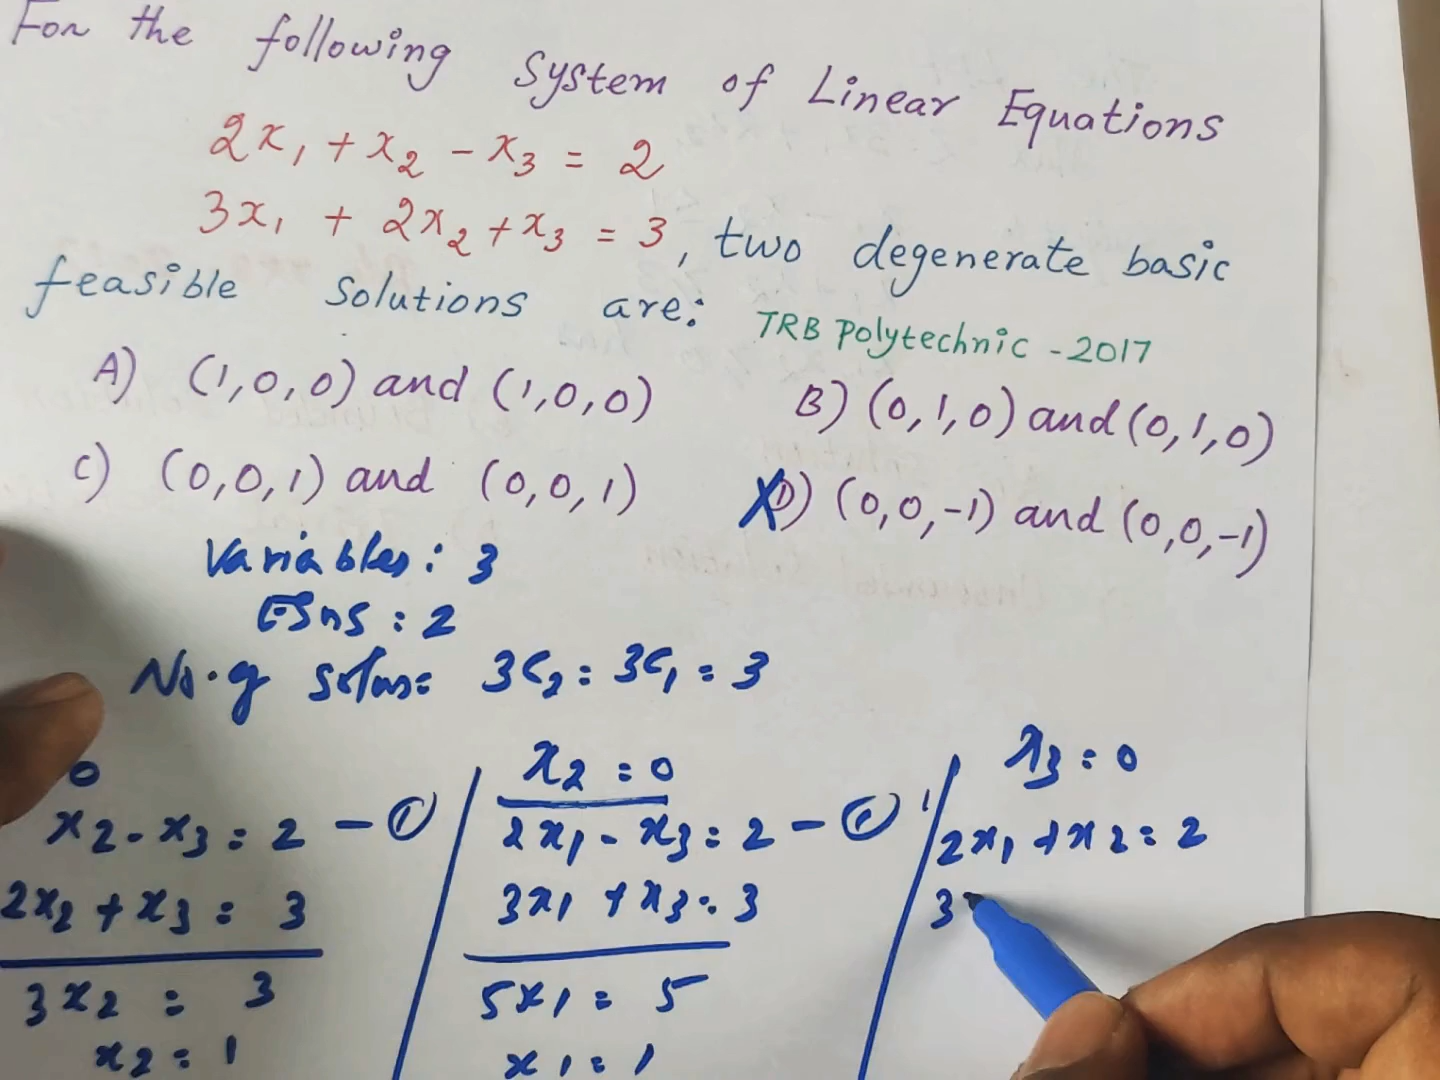 For the following System of Linear Equations
2x₁ + x₂ - x₃ = 2
3x₁ + 2x₂ + x₃ = 3, two degenerate basic
feasible solutions are: TRB Polytechnic - 2017
A) (1,0,0) and (1,0,0) B) (0,1,0) and (0,1,0)
C) (0,0,1) and (0,0,1) D) (0,0,-1) and (0,0,-1)
Variables: 3
Eqns: 2
No. of solns: 3C₂ = 3C₁ = 3
0
x₂ - x₃ = 2 - ①
2x₂ + x₃ = 3
3x₂ = 3
x₂ = 1
x₂ = 0
2x₁ - x₃ = 2 - ①
3x₁ + x₃ = 3
5x₁ = 5
x₁ = 1
x₃ = 0
2x₁ + x₂ = 2
3